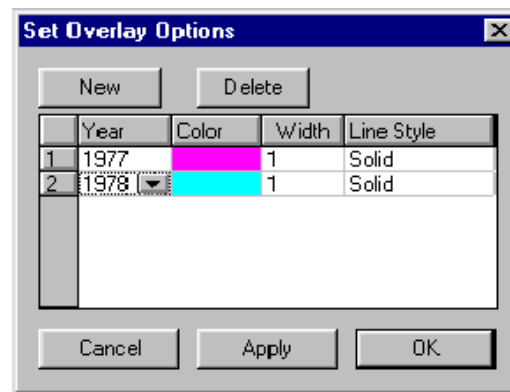 Set Overlay Options
New Delete
Year Color Width Line Style
1 1977 1 Solid
2 1978 1 Solid
Cancel Apply OK